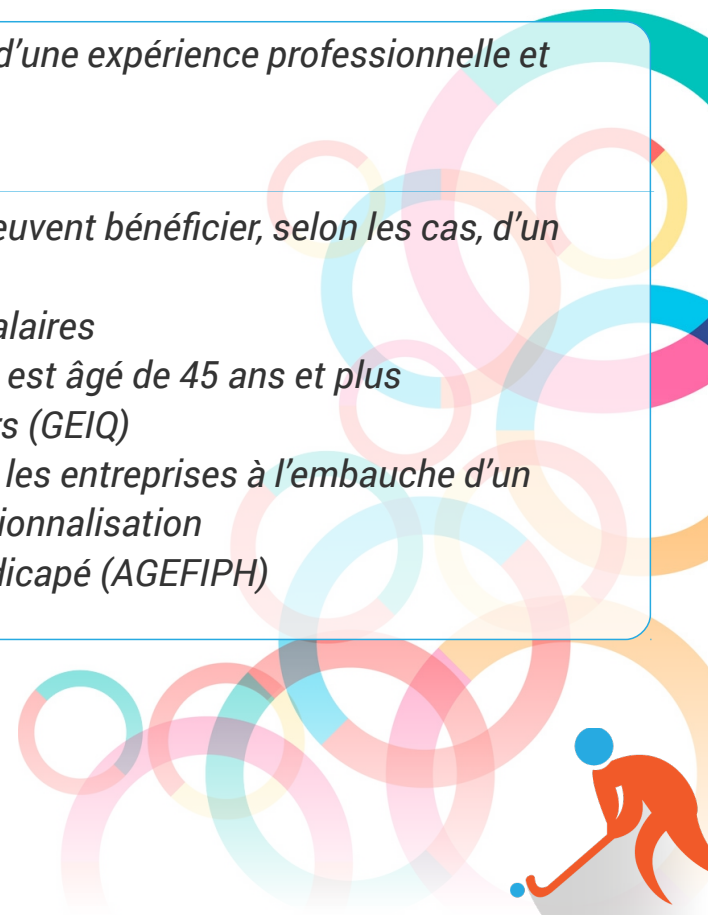 d’une expérience professionnelle et
euvent bénéficier, selon les cas, d’un
alaires
est âgé de 45 ans et plus
rs (GEIQ)
les entreprises à l’embauche d’un
ionnalisation
dicapé (AGEFIPH)